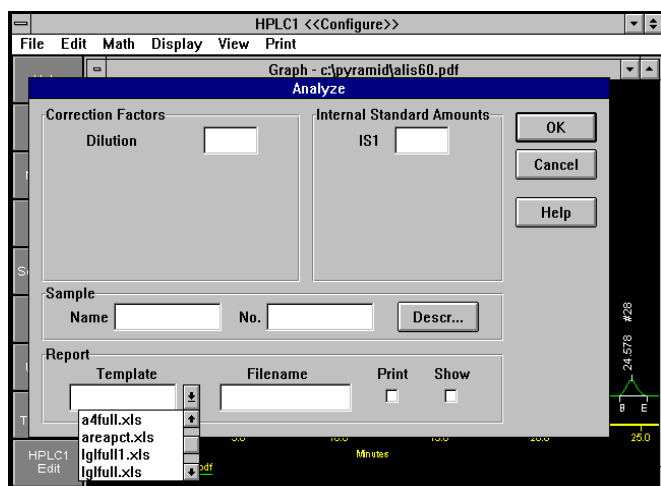 HPLC1 <<Configure>>
File Edit Math Display View Print
Graph - c:\pyramid\alis60.pdf
Analyze
Correction Factors
Dilution
Internal Standard Amounts
IS1
OK
Cancel
Help
Sample
Name
No.
Descr...
Report
Template
Filename
Print
Show
a4full.xls
areapct.xls
lglfull1.xls
lglfull.xls
HPLC1
Edit
24.578 #28
B E
20.0
25.0
Minutes